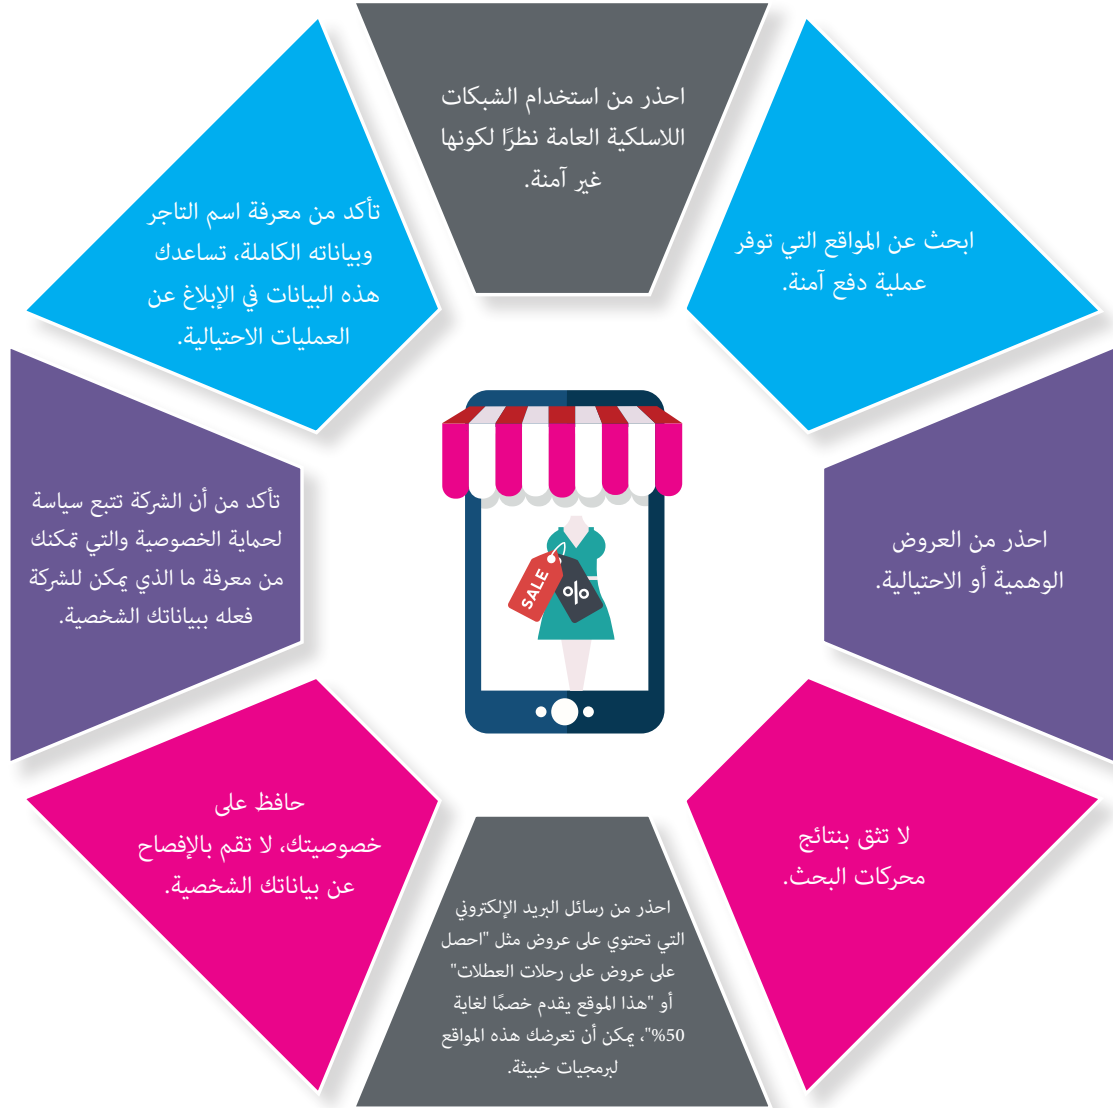 احذر من استخدام الشبكات
اللاسلكية العامة نظرًا لكونها
غير آمنة.
ابحث عن المواقع التي توفر
عملية دفع آمنة.
احذر من العروض
الوهمية أو الاحتيالية.
لا تثق بنتائج
محركات البحث.
احذر من رسائل البريد الإلكتروني
التي تحتوي على عروض مثل "احصل
على عروض على رحلات العطلات"
أو "هذا الموقع يقدم خصمًا لغاية
50%"، يمكن أن تعرضك هذه المواقع
لبرمجيات خبيثة.
حافظ على
خصوصيتك، لا تقم بالإفصاح
عن بياناتك الشخصية.
تأكد من أن الشركة تتبع سياسة
لحماية الخصوصية والتي تمكنك
من معرفة ما الذي يمكن للشركة
فعله ببياناتك الشخصية.
تأكد من معرفة اسم التاجر
وبياناته الكاملة، تساعدك
هذه البيانات في الإبلاغ عن
العمليات الاحتيالية.
SALE
%